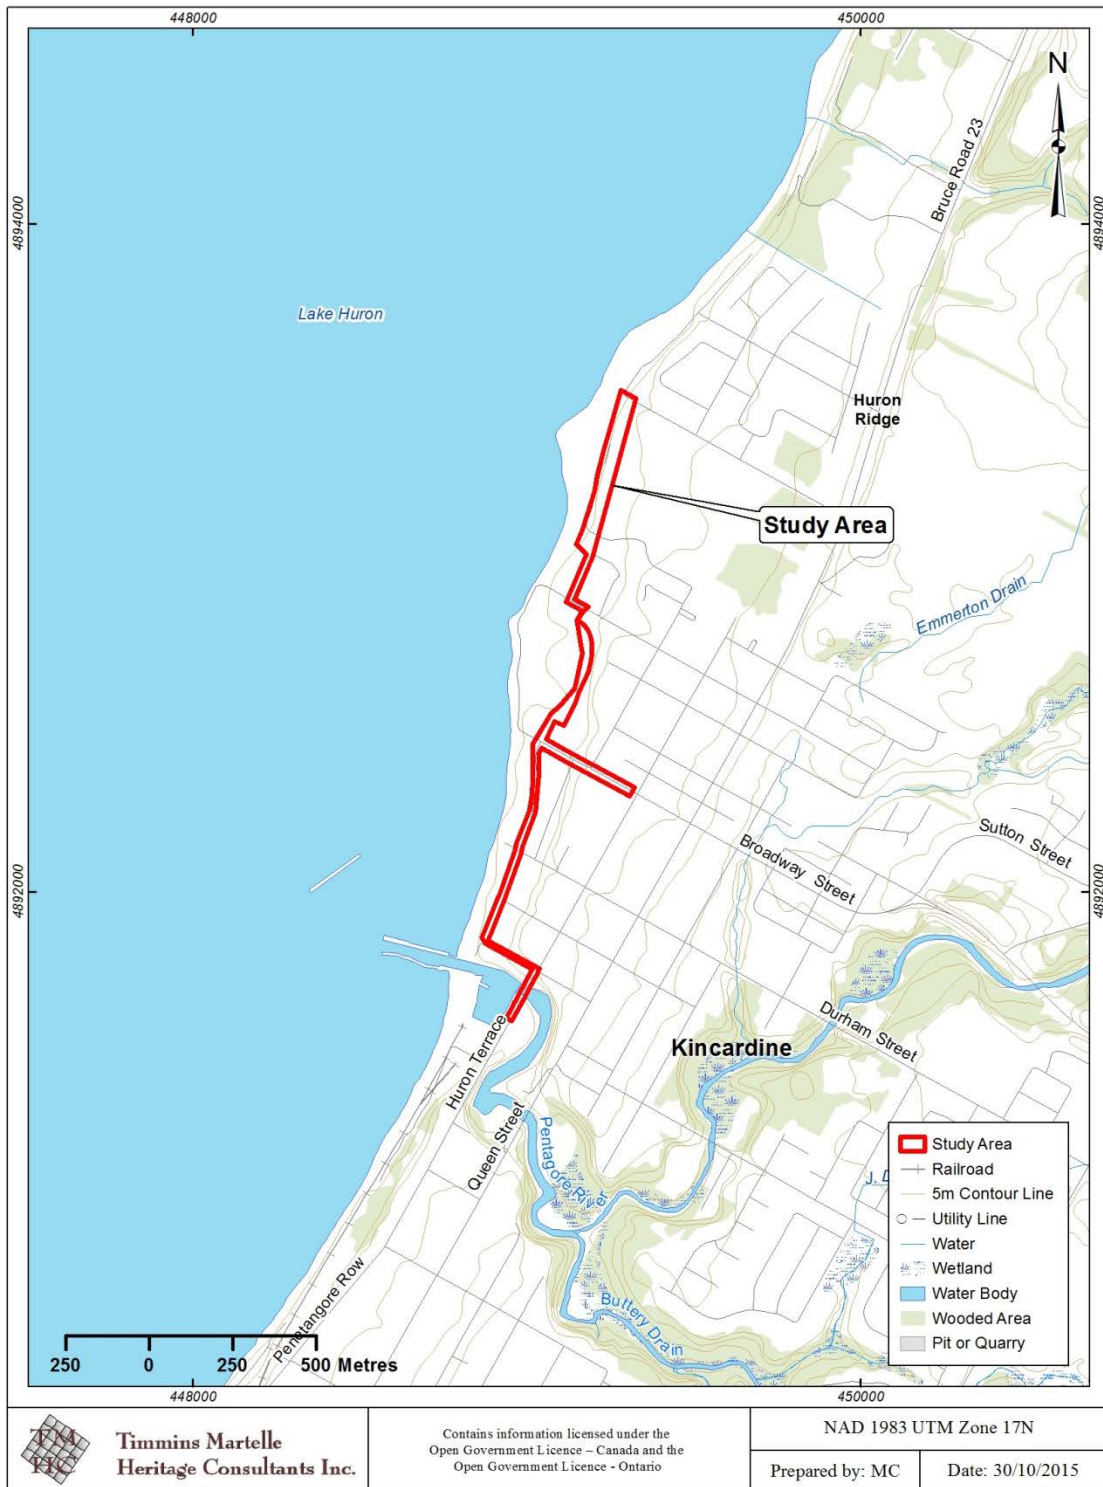 448000
450000
N
Bruce Road 23
4894000
4894000
Lake Huron
Huron
Ridge
Study Area
Emmerton Drain
Sutton Street
Broadway Street
4892000
4892000
Durham Street
Kincardine
Huron Terrace
Queen Street
Pentagore River
J. D
Buttery Drain
Penetangore Row
Study Area
Railroad
5m Contour Line
Utility Line
Water
Wetland
Water Body
Wooded Area
Pit or Quarry
250 0 250 500 Metres
448000
450000
TM
HC
Timmins Martelle
Heritage Consultants Inc.
Contains information licensed under the
Open Government Licence – Canada and the
Open Government Licence - Ontario
NAD 1983 UTM Zone 17N
Prepared by: MC
Date: 30/10/2015